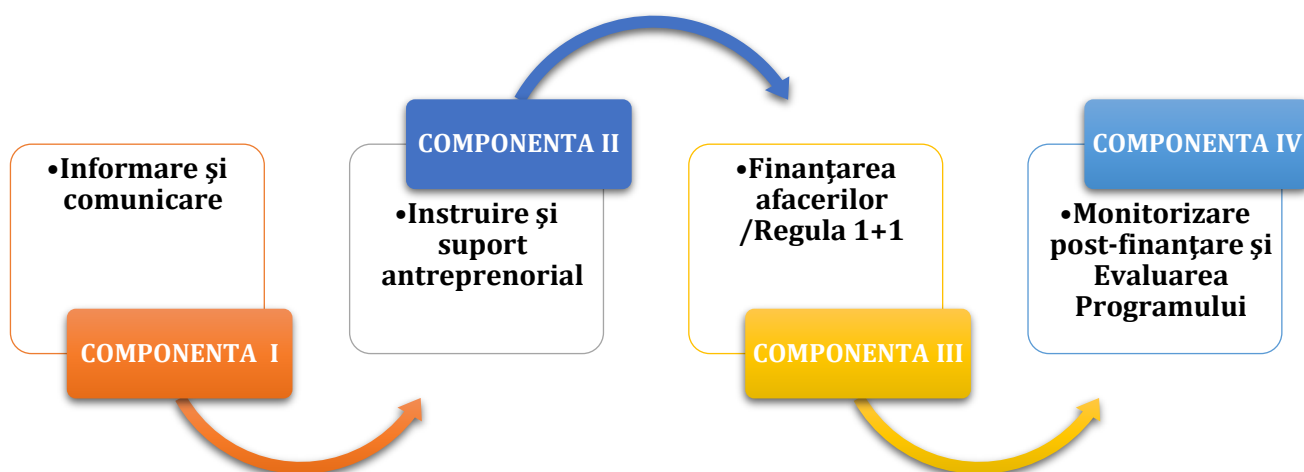 •Informare şi
comunicare
COMPONENTA I
COMPONENTA II
•Instruire şi
suport
antreprenorial
•Finanţarea
afacerilor
/Regula 1+1
COMPONENTA III
COMPONENTA IV
•Monitorizare
post-finanţare şi
Evaluarea
Programului